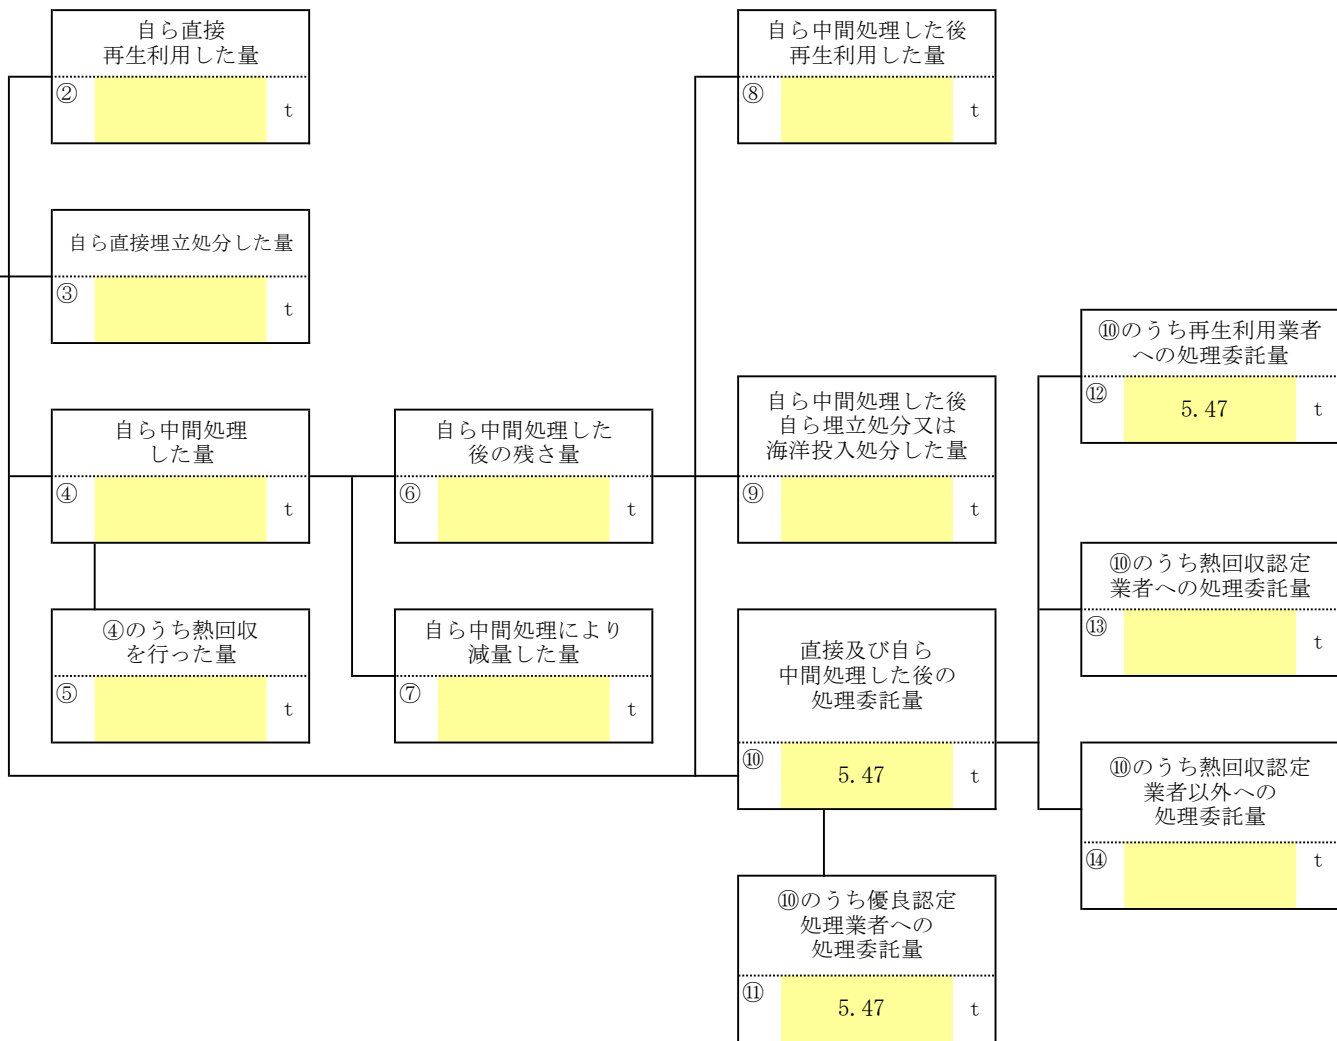 自ら直接
再生利用した量
②
t
自ら中間処理した後
再生利用した量
⑧
t
自ら直接埋立処分した量
③
t
⑩のうち再生利用業者
への処理委託量
⑫
5.47
t
自ら中間処理
した量
④
t
自ら中間処理した
後の残さ量
⑥
t
自ら中間処理した後
自ら埋立処分又は
海洋投入処分した量
⑨
t
⑩のうち熱回収認定
業者への処理委託量
⑬
t
④のうち熱回収
を行った量
⑤
t
自ら中間処理により
減量した量
⑦
t
直接及び自ら
中間処理した後の
処理委託量
⑩
5.47
t
⑩のうち熱回収認定
業者以外への
処理委託量
⑭
t
⑩のうち優良認定
処理業者への
処理委託量
⑪
5.47
t